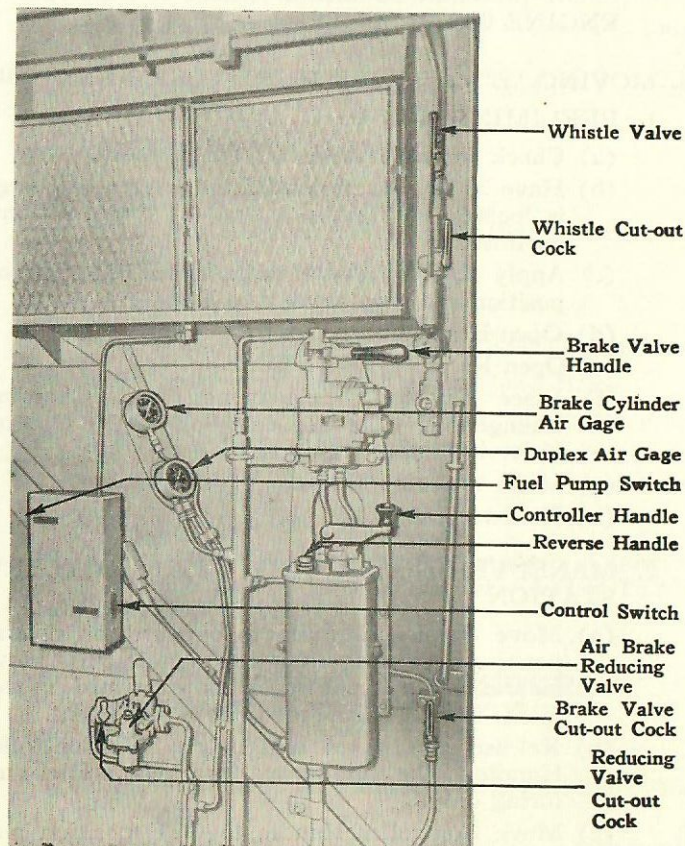 Whistle Valve
Whistle Cut-out
Cock
Brake Valve
Handle
Brake Cylinder
Air Gage
Duplex Air Gage
Fuel Pump Switch
Controller Handle
Reverse Handle
Control Switch
Air Brake
Reducing
Valve
Brake Valve
Cut-out Cock
Reducing
Valve
Cut-out
Cock